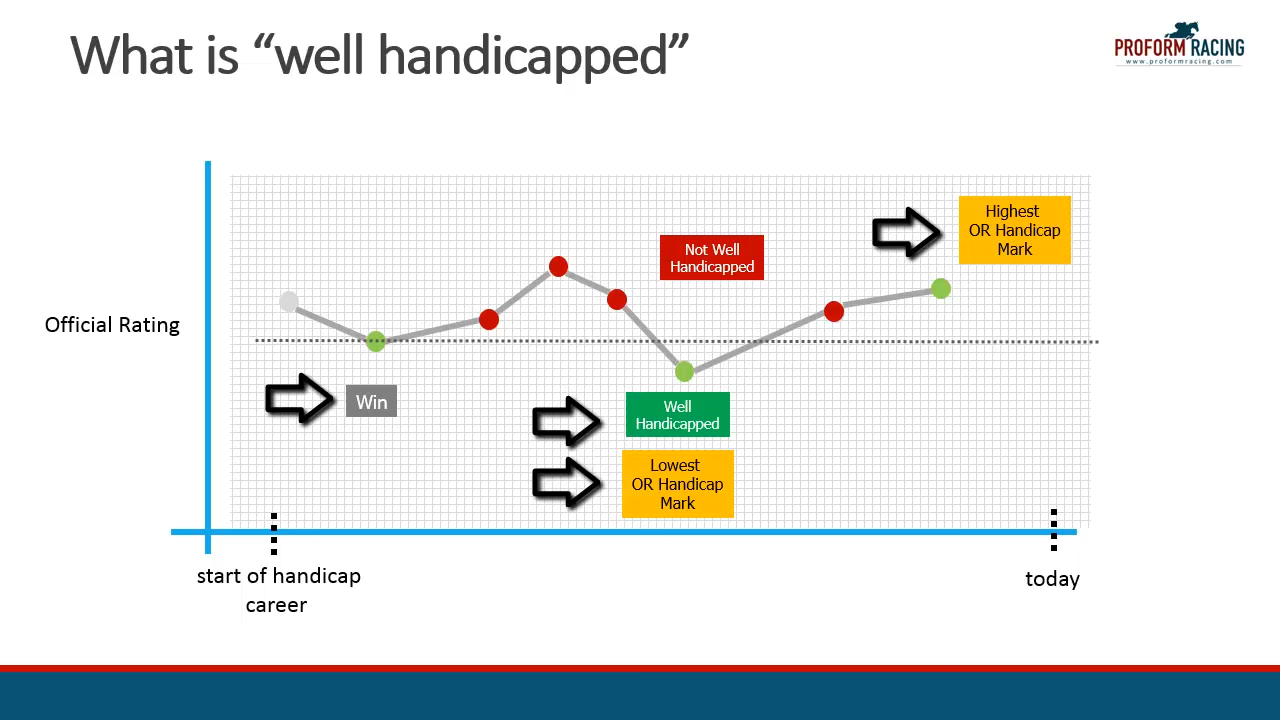 What is “well handicapped”
PROFORM RACING
www.proformracing.com
Highest
OR Handicap
Mark
Not Well
Handicapped
Official Rating
Win
Well
Handicapped
Lowest
OR Handicap
Mark
start of handicap
career
today